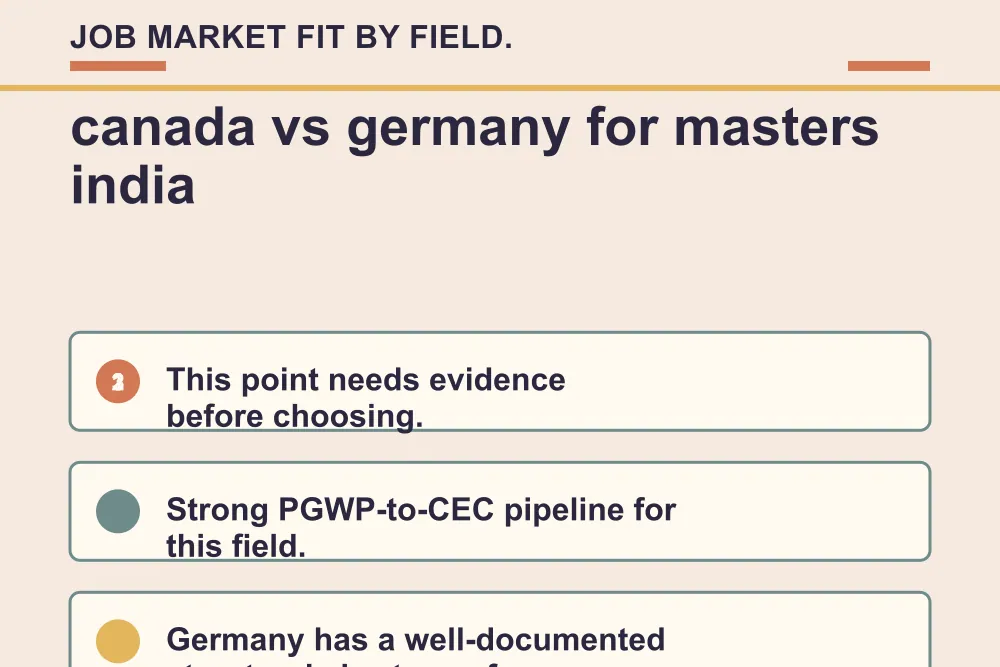 JOB MARKET FIT BY FIELD.
canada vs germany for masters
india
This point needs evidence
before choosing.
Strong PGWP-to-CEC pipeline for
this field.
Germany has a well-documented